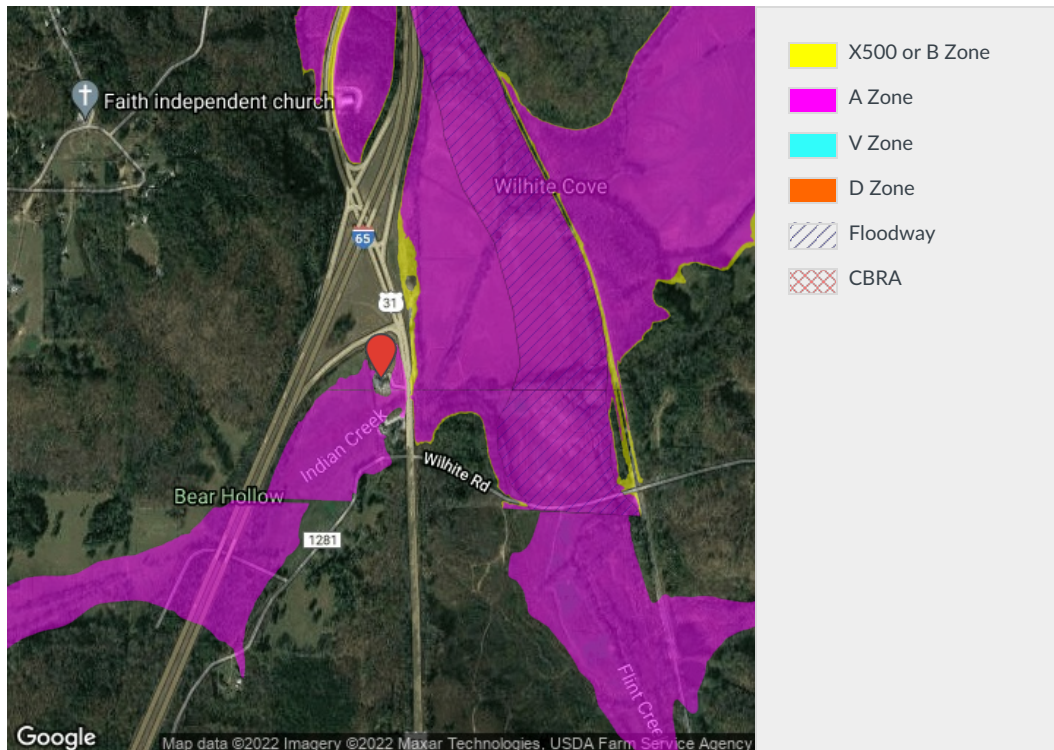 Faith independent church
Wilhite Cove
65
31
Indian Creek
Wilhite Rd
Bear Hollow
1281
Flint Cree
Google
Map data ©2022 Imagery ©2022 Maxar Technologies, USDA Farm Service Agency
X500 or B Zone
A Zone
V Zone
D Zone
Floodway
CBRA